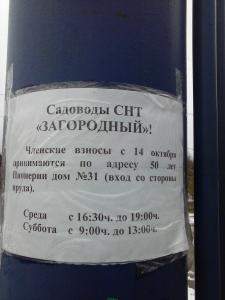 Садоводы СНТ
«ЗАГОРОДНЫЙ»!
Членские взносы с 14 октября
принимаются по адресу 50 лет
Пионерии дом №31 (вход со стороны
пруда).
Среда с 16:30ч. до 19:00ч.
Суббота с 9:00ч. до 13:00ч.